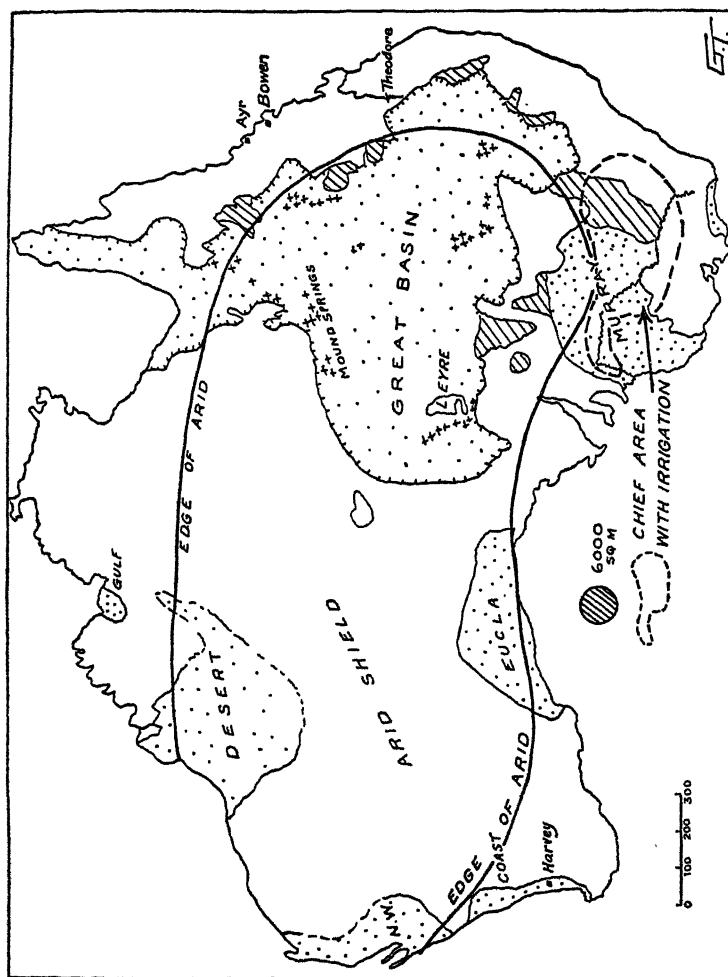 Ayr
Bowen
Theodore
MOUND SPRINGS
GREAT BASIN
EYRE
EDGE OF ARID
GULF
DESERT
ARID SHIELD
EUCLA
MURRAY
N.W.
COAST
EDGE OF ARID
Harvey
0 100 200 300
6000
SQ M
CHIEF AREA
WITH IRRIGATION
G.T.